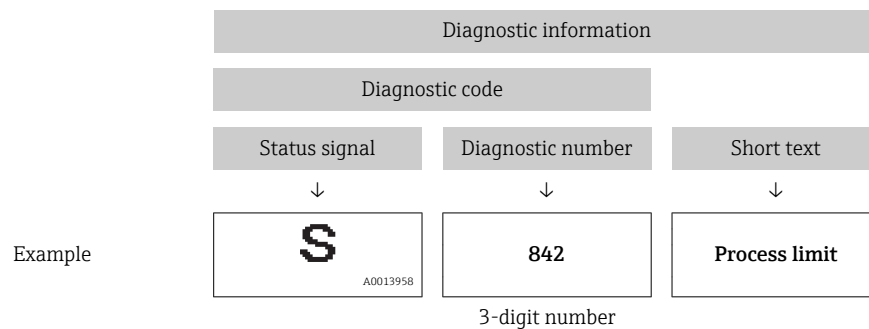 Diagnostic information
Diagnostic code
Status signal Diagnostic number Short text
↓ ↓ ↓
Example S 842 Process limit
A0013958
3-digit number